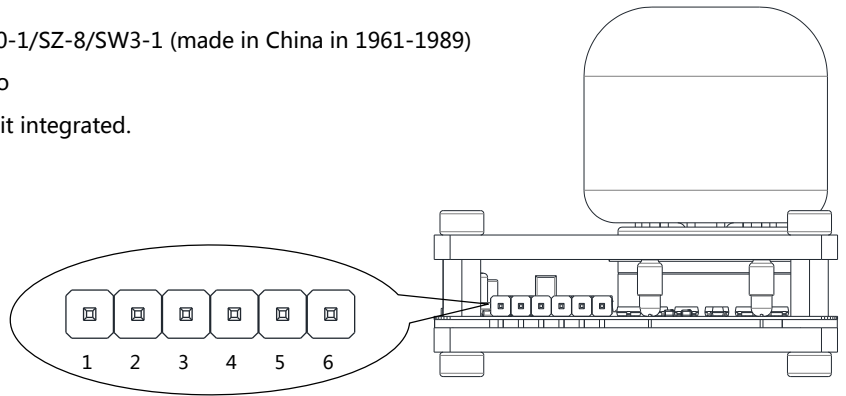 0-1/SZ-8/SW3-1 (made in China in 1961-1989)
o
it integrated.
1 2 3 4 5 6